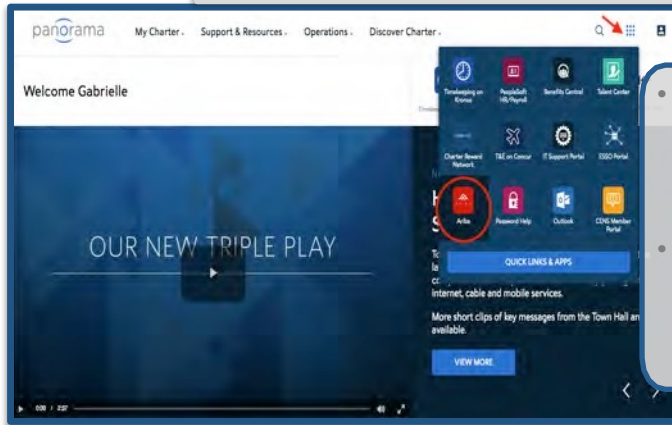 panorama My Charter Support & Resources Operations Discover Charter
Welcome Gabrielle
Timekeeping on Kronos
PeopleSoft HR/Payroll
Benefits Central
Talent Center
Charter Reward Network
T&E on Concur
IT Support Portal
ESSO Portal
Ariba
Password Help
Outlook
QUICK LINKS & APPS
OUR NEW TRIPLE PLAY
internet, cable and mobile services.
More short clips of key messages from the Town Hall are
available.
VIEW MORE
0:00 / 2:57